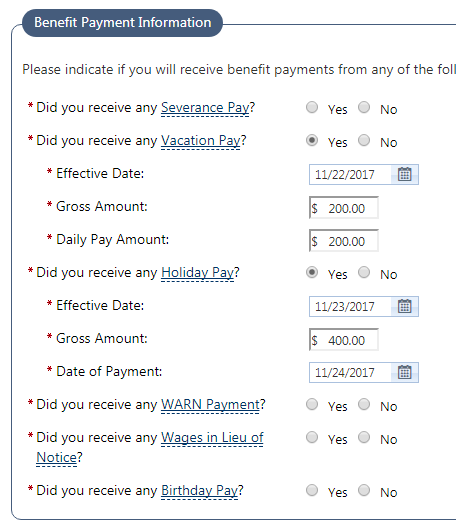 Benefit Payment Information
Please indicate if you will receive benefit payments from any of the
* Did you receive any Severance Pay? Yes No
* Did you receive any Vacation Pay? Yes No
* Effective Date: 11/22/2017
* Gross Amount: $ 200.00
* Daily Pay Amount: $ 200.00
* Did you receive any Holiday Pay? Yes No
* Effective Date: 11/23/2017
* Gross Amount: $ 400.00
* Date of Payment: 11/24/2017
* Did you receive any WARN Payment? Yes No
* Did you receive any Wages in Lieu of Yes No
Notice?
* Did you receive any Birthday Pay? Yes No